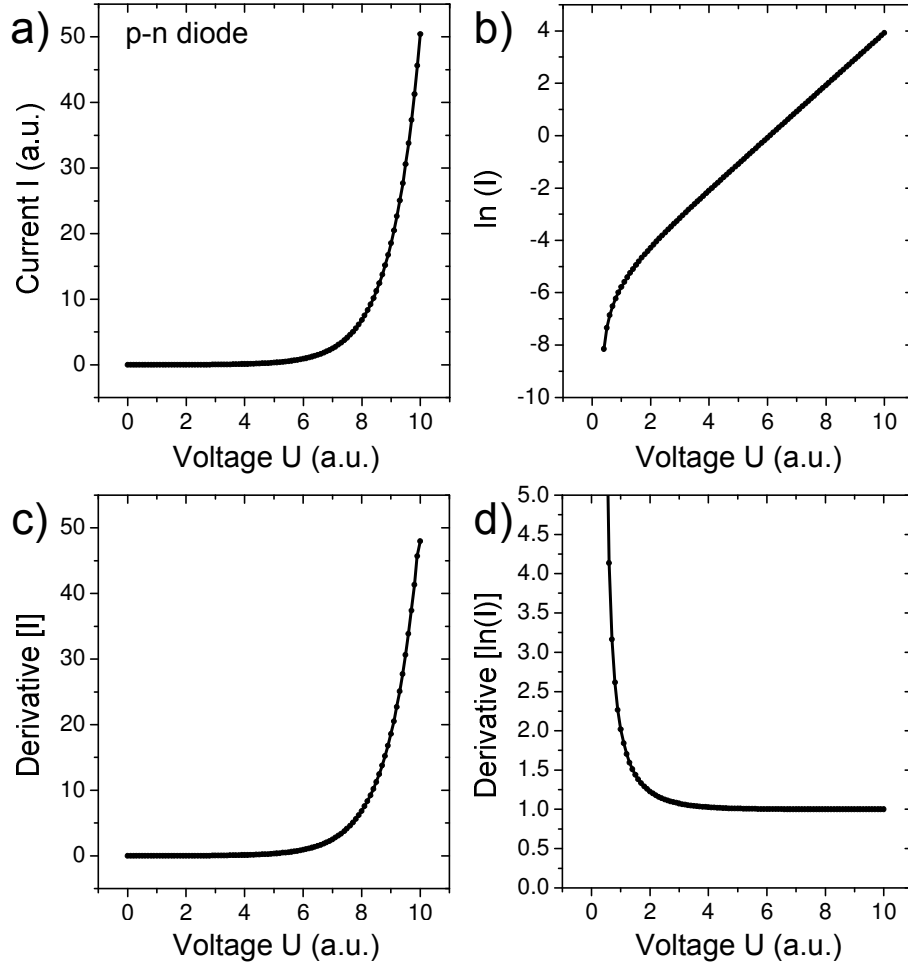 a)
p-n diode
50
40
30
20
10
0
Current I (a.u.)
0 2 4 6 8 10
Voltage U (a.u.)
b)
4
2
0
-2
-4
-6
-8
-10
ln (I)
0 2 4 6 8 10
Voltage U (a.u.)
c)
50
40
30
20
10
0
Derivative [I]
0 2 4 6 8 10
Voltage U (a.u.)
d)
5.0
4.5
4.0
3.5
3.0
2.5
2.0
1.5
1.0
0.5
0.0
Derivative [ln(I)]
0 2 4 6 8 10
Voltage U (a.u.)